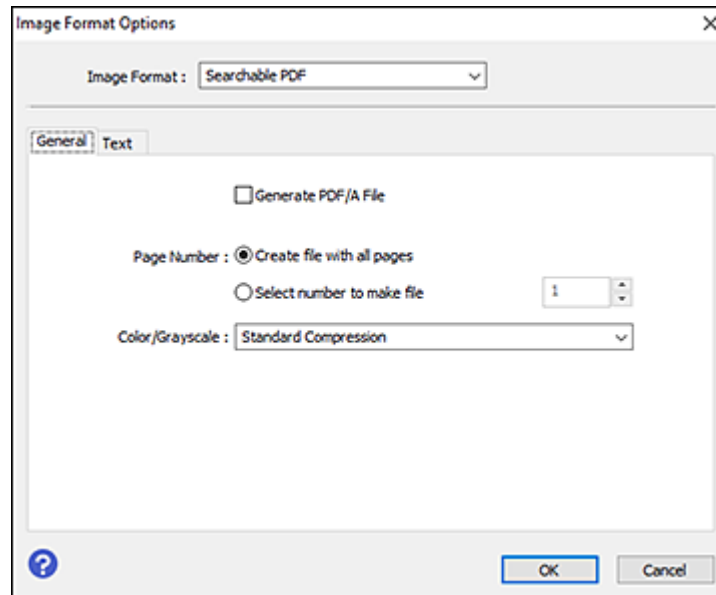 Image Format Options
Image Format : Searchable PDF
General Text
Generate PDF/A File
Page Number : Create file with all pages
Select number to make file 1
Color/Grayscale : Standard Compression
?
OK Cancel